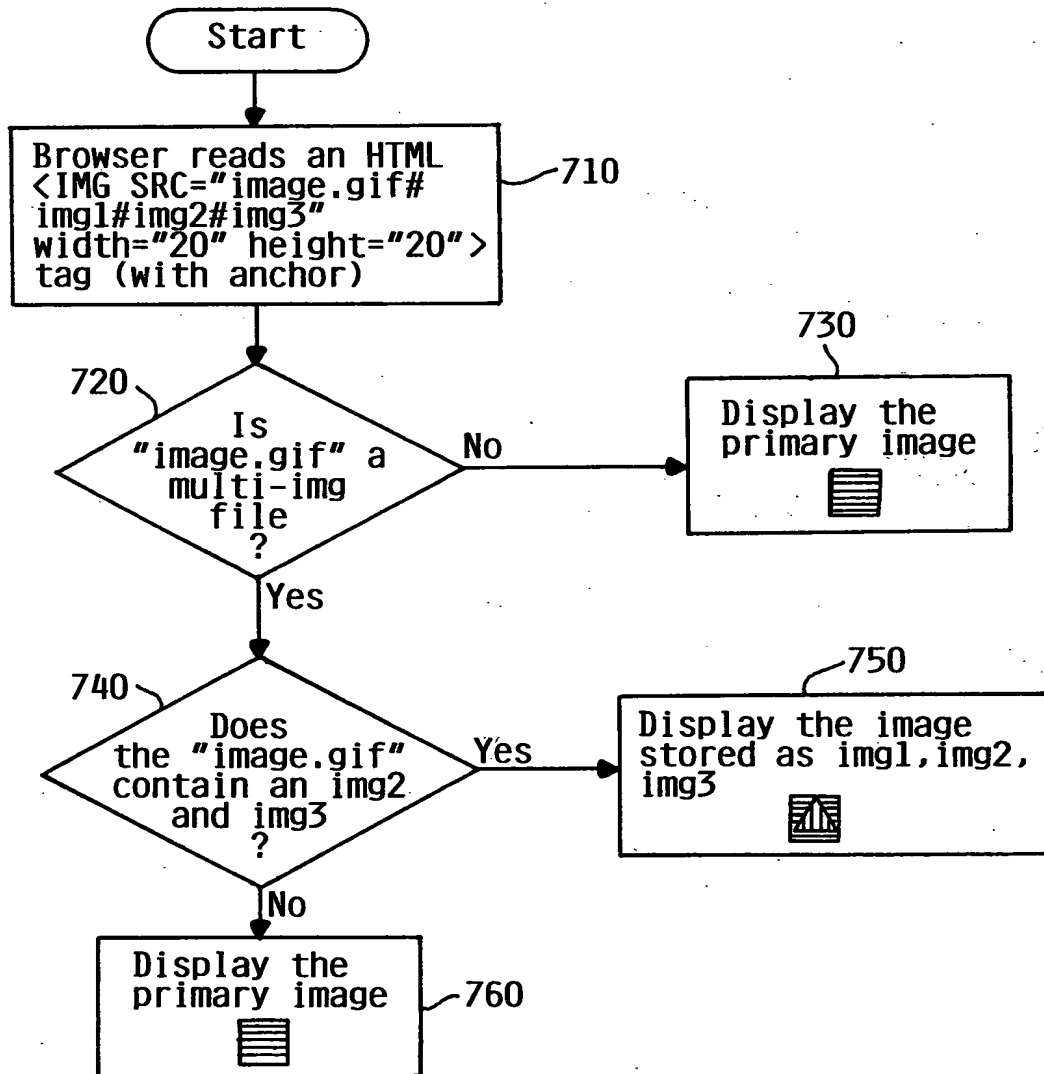 Start
Browser reads an HTML
<IMG SRC="image.gif#
img1#img2#img3"
width="20" height="20">
tag (with anchor)
710
720
Is
"image.gif" a
multi-img
file
?
No
730
Display the
primary image
Yes
740
Does
the "image.gif"
contain an img2
and img3
?
Yes
750
Display the image
stored as img1,img2,
img3
No
Display the
primary image
760